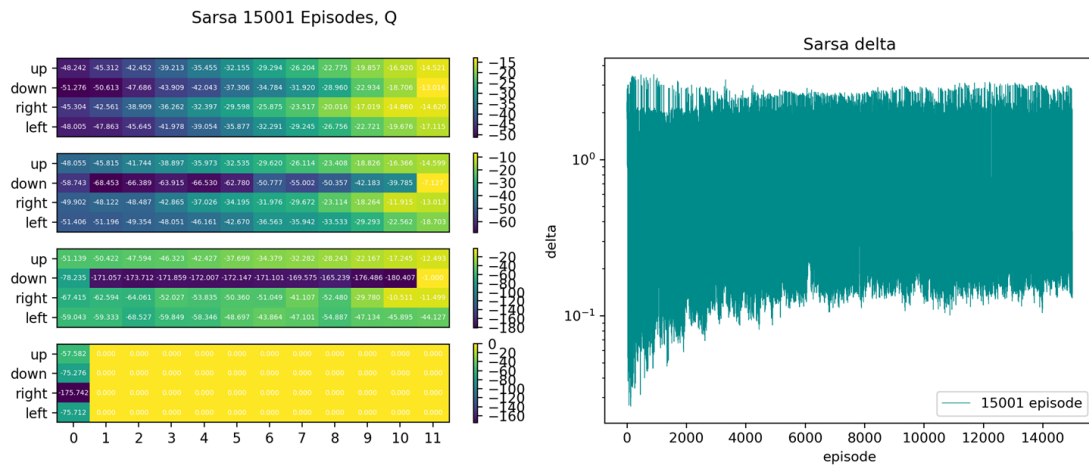 Sarsa 15001 Episodes, Q
up -48.242 -45.312 -42.452 -39.213 -35.455 -32.155 -29.294 -26.204 -22.775 -19.857 -16.920 -14.521
down -51.276 -50.613 -47.686 -43.909 -42.043 -37.306 -34.784 -31.920 -28.960 -22.934 -18.706 -13.016
right -45.304 -42.561 -38.909 -36.262 -32.397 -29.598 -25.875 -23.517 -20.016 -17.019 -14.860 -14.620
left -48.005 -47.863 -45.645 -41.978 -39.054 -35.877 -32.291 -29.245 -26.756 -22.721 -19.676 -17.115
−15
−20
−25
−30
−35
−40
−45
−50
up -48.055 -45.815 -41.744 -38.897 -35.973 -32.535 -29.620 -26.114 -23.408 -18.826 -16.366 -14.599
down -58.743 -68.453 -66.389 -63.915 -66.530 -62.780 -50.777 -55.002 -50.357 -42.183 -39.785 -7.127
right -49.902 -48.122 -48.487 -42.865 -37.026 -34.195 -31.976 -29.672 -23.114 -18.264 -11.915 -13.013
left -51.406 -51.196 -49.354 -48.051 -46.161 -42.670 -36.563 -35.942 -33.533 -29.293 -22.562 -18.703
−10
−20
−30
−40
−50
−60
up -51.139 -50.422 -47.594 -46.323 -42.427 -37.699 -34.379 -32.282 -28.243 -22.167 -17.245 -12.493
down -78.235 -171.057 -173.712 -171.859 -172.007 -172.147 -171.101 -169.575 -165.239 -176.486 -180.407 -1.000
right -67.415 -62.594 -64.061 -52.027 -53.835 -50.360 -51.049 -41.107 -52.480 -29.780 -10.511 -11.499
left -59.043 -59.333 -68.527 -59.849 -58.346 -48.697 -43.864 -47.101 -54.887 -47.134 -45.895 -44.127
−20
−40
−60
−80
−100
−120
−140
−160
−180
up -57.582 0.000 0.000 0.000 0.000 0.000 0.000 0.000 0.000 0.000 0.000 0.000
down -75.276 0.000 0.000 0.000 0.000 0.000 0.000 0.000 0.000 0.000 0.000 0.000
right -175.742 0.000 0.000 0.000 0.000 0.000 0.000 0.000 0.000 0.000 0.000 0.000
left -75.712 0.000 0.000 0.000 0.000 0.000 0.000 0.000 0.000 0.000 0.000 0.000
0
−20
−40
−60
−80
−100
−120
−140
−160
0 1 2 3 4 5 6 7 8 9 10 11
Sarsa delta
delta
10⁰
10⁻¹
15001 episode
0 2000 4000 6000 8000 10000 12000 14000
episode